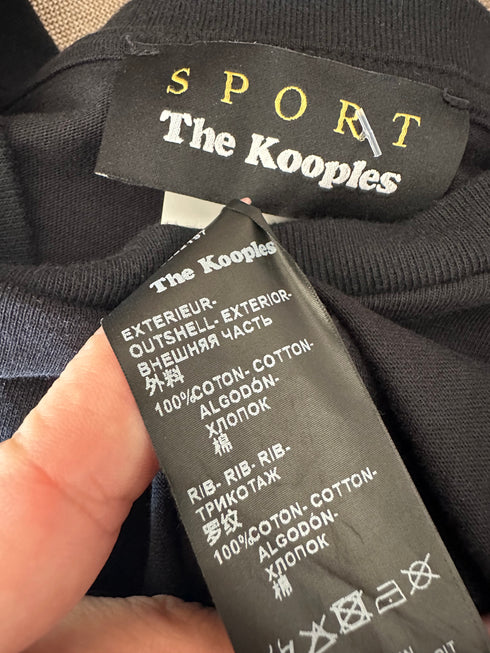 SPORT
The Kooples
The Kooples
EXTERIEUR-
OUTSHELL- EXTERIOR-
ВНЕШНЯЯ ЧАСТЬ
外料
100%COTON- COTTON-
ALGODÓN-
ХЛОПОК
棉
RIB- RIB- RIB-
ТРИКОТАЖ
罗纹
100%COTON- COTTON-
ALGODÓN-
ХЛОПОК
棉